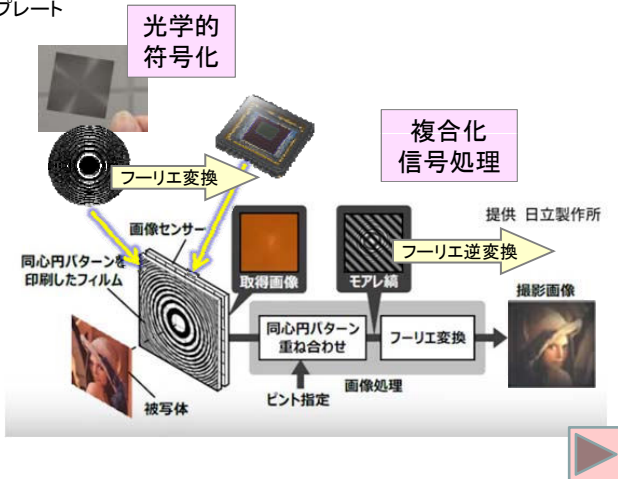 プレート
光学的
符号化
複合化
信号処理
フーリエ変換
提供 日立製作所
画像センサー
フーリエ逆変換
同心円パターンを
印刷したフィルム
取得画像
モアレ縞
撮影画像
同心円パターン
重ね合わせ
フーリエ変換
画像処理
被写体
ピント指定